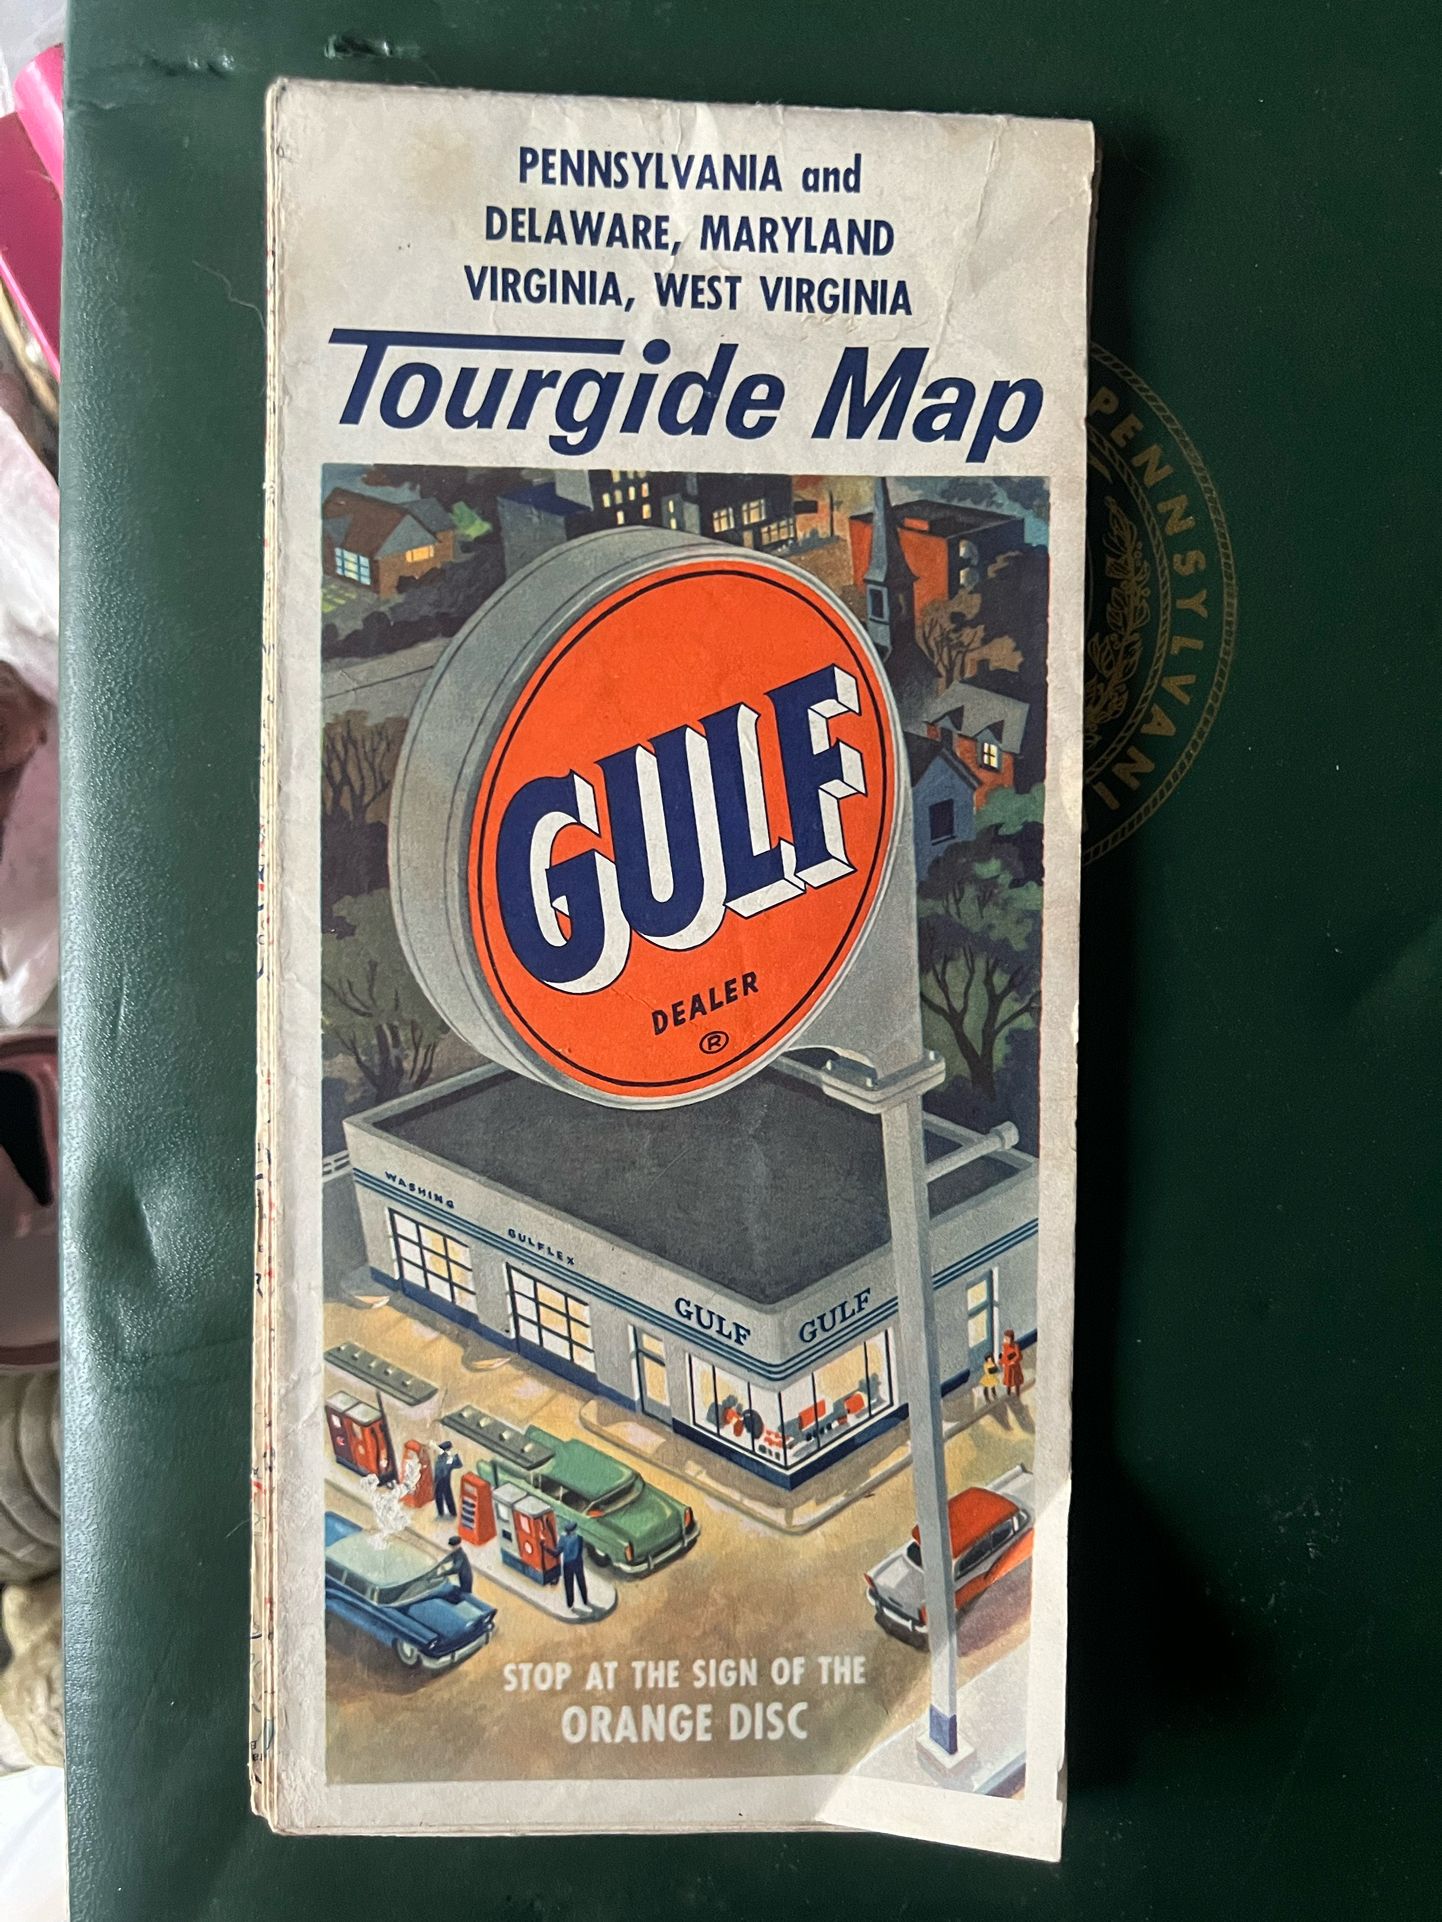 PENNSYLVANIA and
DELAWARE, MARYLAND
VIRGINIA, WEST VIRGINIA
Tourgide Map
GULF
DEALER
®
WASHING
GULFLEX
GULF GULF
STOP AT THE SIGN OF THE
ORANGE DISC
PENNSYLVANI